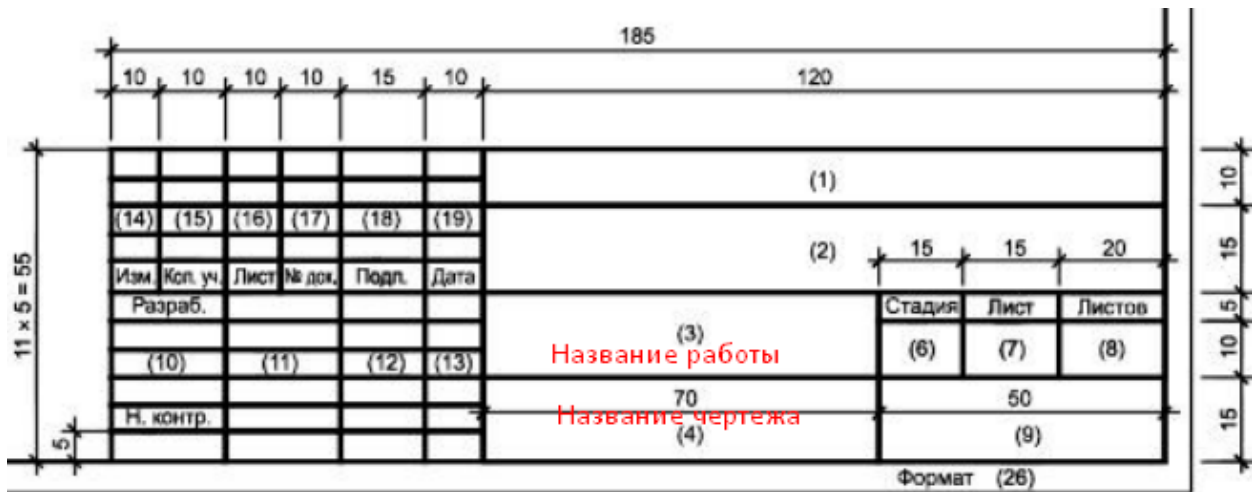 185
10 10 10 10 15 10 120
(1) 10
(14) (15) (16) (17) (18) (19)
(2) 15 15 20 15
Изм. Кол. уч. Лист № док. Подп. Дата
11 × 5 = 55
Разраб. Стадия Лист Листов 5
(3) (6) (7) (8) 10
Название работы
(10) (11) (12) (13)
70 50
Н. контр. Название чертежа 15
5 (4) (9)
Формат (26)